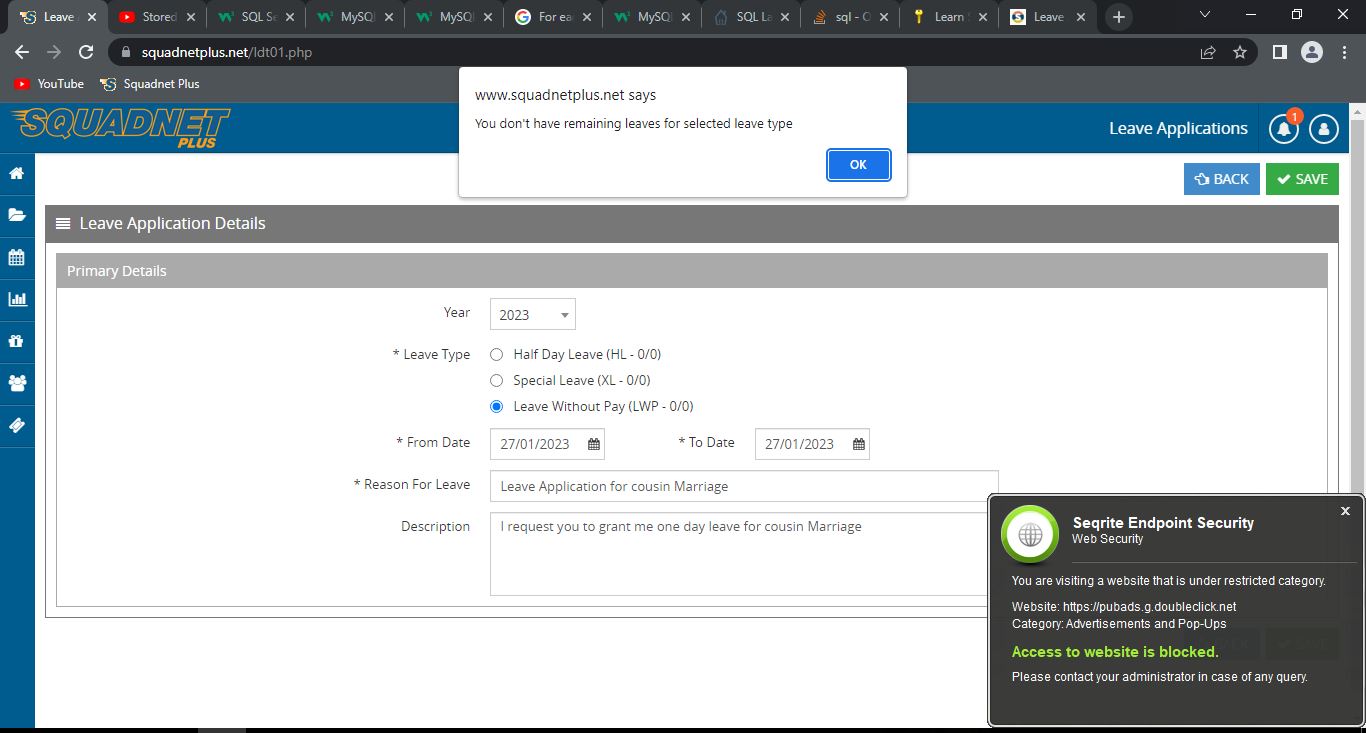 Leave
Stored
SQL Se
MySQL
MySQL
For ea
MySQL
SQL La
sql - O
Learn
Leave
squadnetplus.net/ldt01.php
YouTube
Squadnet Plus
www.squadnetplus.net says
You don't have remaining leaves for selected leave type
OK
SQUADNET
PLUS
Leave Applications
1
BACK
SAVE
Leave Application Details
Primary Details
Year
2023
* Leave Type
Half Day Leave (HL - 0/0)
Special Leave (XL - 0/0)
Leave Without Pay (LWP - 0/0)
* From Date
27/01/2023
* To Date
27/01/2023
* Reason For Leave
Leave Application for cousin Marriage
Description
I request you to grant me one day leave for cousin Marriage
Seqrite Endpoint Security
x
Web Security
You are visiting a website that is under restricted category.
Website: https://pubads.g.doubleclick.net
Category: Advertisements and Pop-Ups
Access to website is blocked.
Please contact your administrator in case of any query.